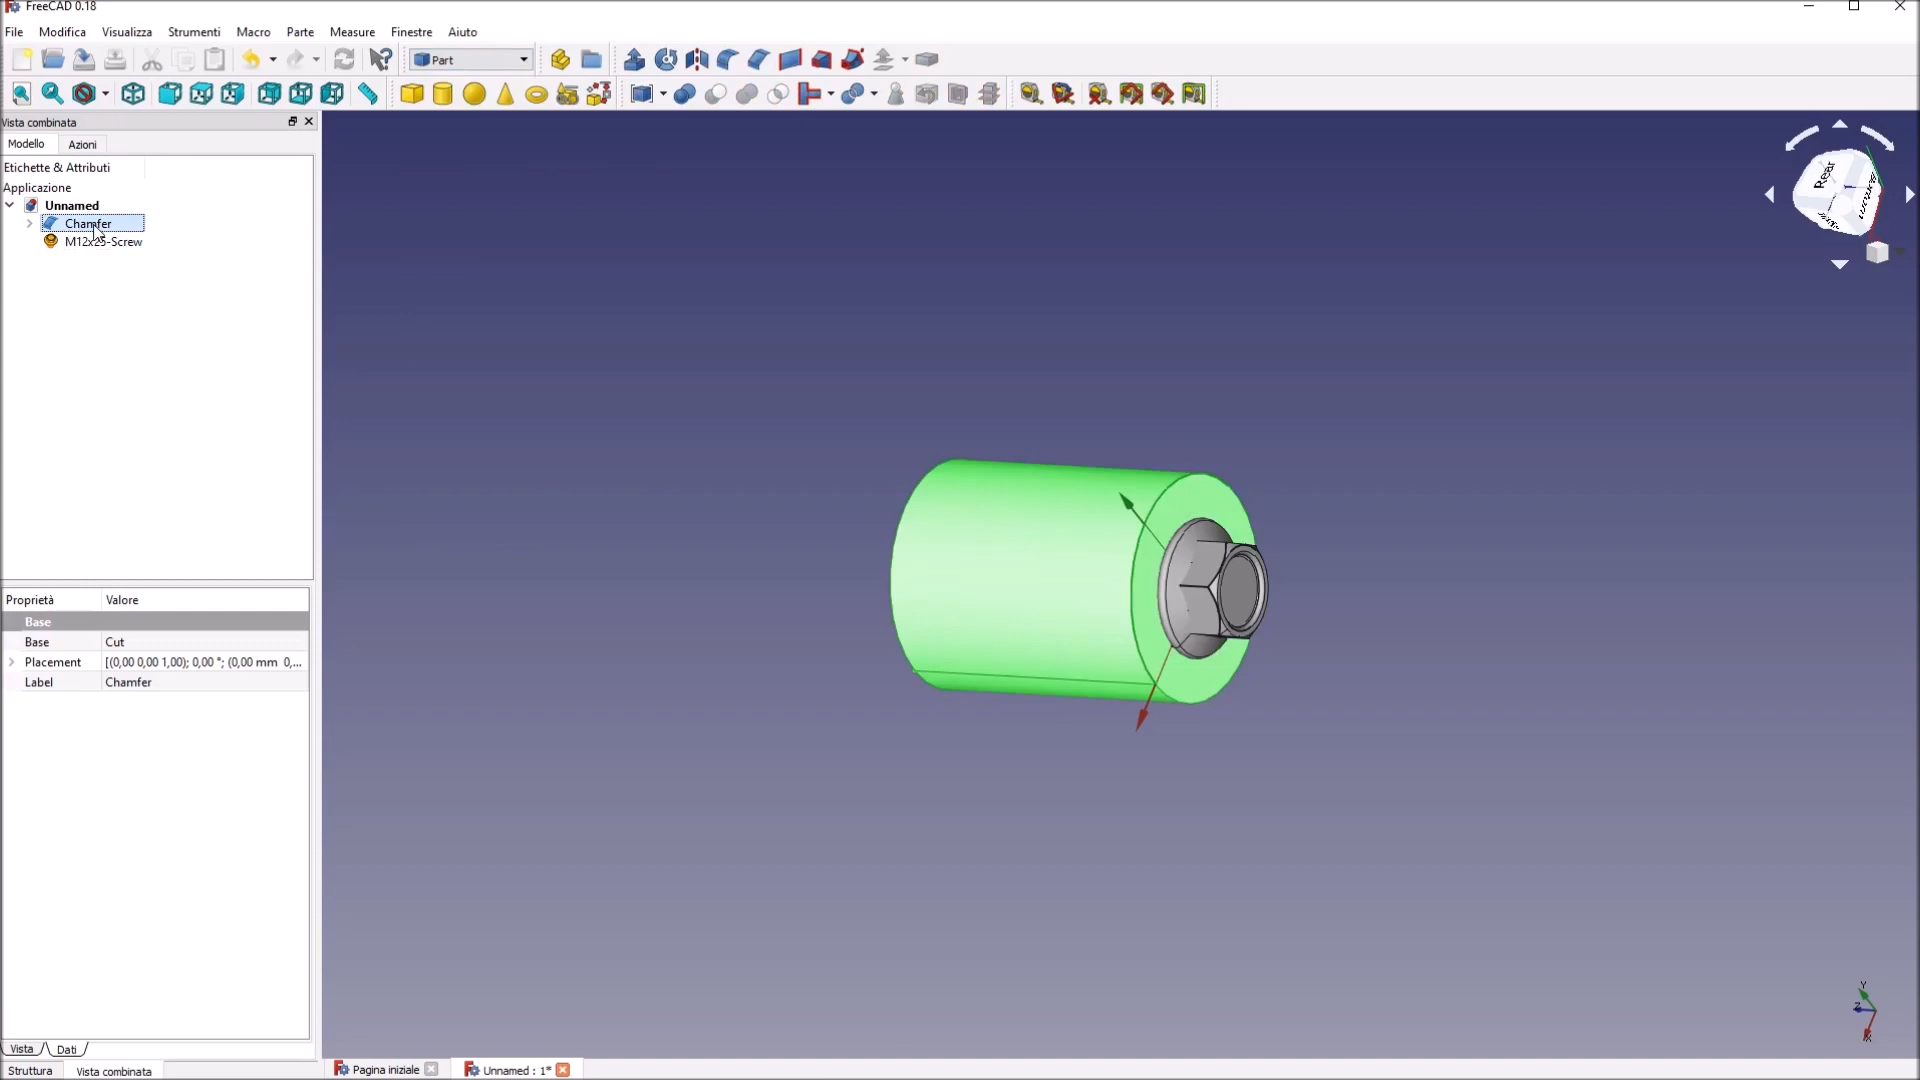 FreeCAD 0.18
File Modifica Visualizza Strumenti Macro Parte Measure Finestre Aiuto
Part
Vista combinata
Modello Azioni
Etichette & Attributi
Applicazione
Unnamed
Chamfer
M12x25-Screw
Rear
Proprietà Valore
Base
Base Cut
Placement [(0,00 0,00 1,00); 0,00 °; (0,00 mm 0,...
Label Chamfer
Y
Z
X
Vista Dati
Struttura Vista combinata
Pagina iniziale Unnamed : 1*